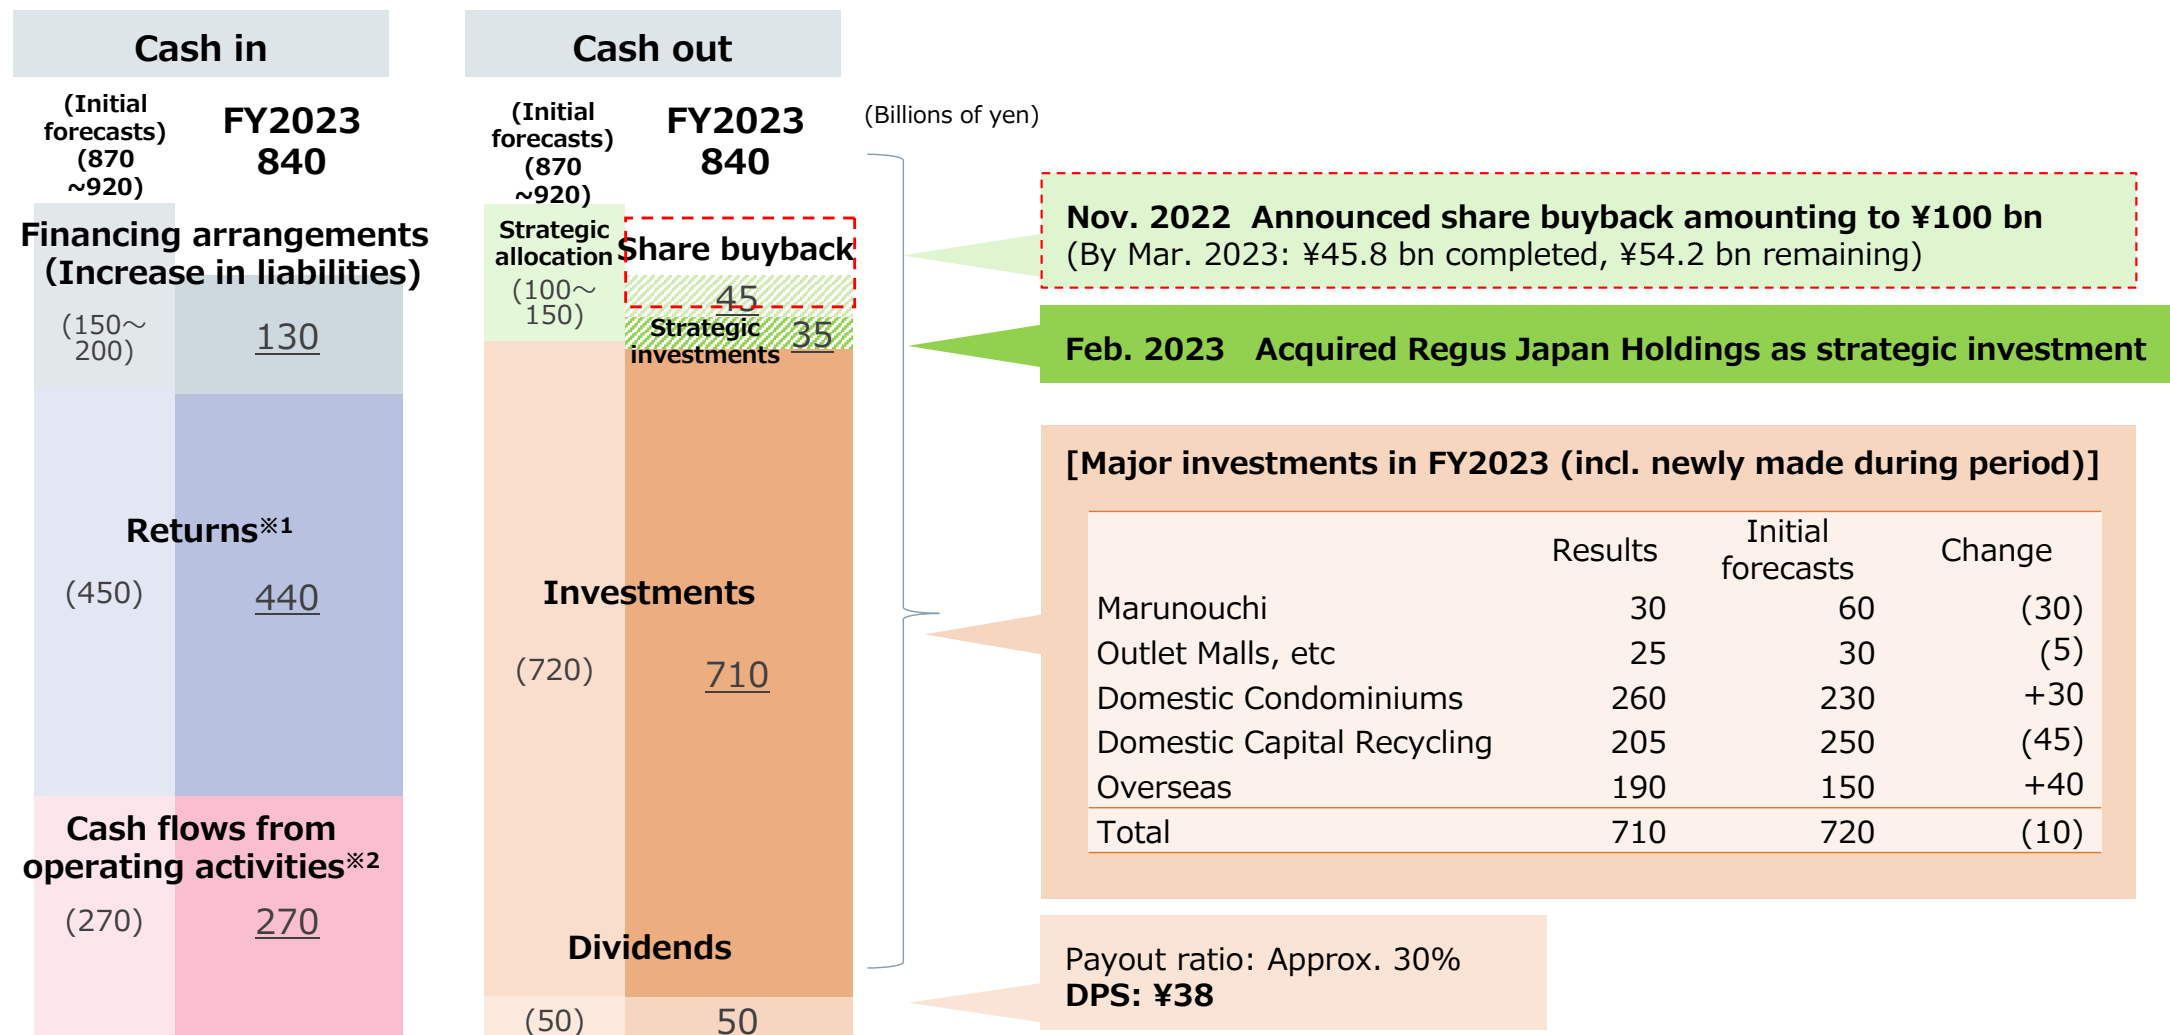 Cash in
(Initial
forecasts)
(870
~920)
FY2023
840
Financing arrangements
(Increase in liabilities)
(150～
200)
130
Returns※1
(450)
440
Cash flows from
operating activities※2
(270)
270
Cash out
(Initial
forecasts)
(870
~920)
FY2023
840
(Billions of yen)
Strategic
allocation
(100～
150)
Share buyback
45
Strategic
investments
35
Investments
(720)
710
Dividends
(50)
50
Nov. 2022 Announced share buyback amounting to ¥100 bn
(By Mar. 2023: ¥45.8 bn completed, ¥54.2 bn remaining)
Feb. 2023 Acquired Regus Japan Holdings as strategic investment
[Major investments in FY2023 (incl. newly made during period)]
Results Initial forecasts Change
Marunouchi 30 60 (30)
Outlet Malls, etc 25 30 (5)
Domestic Condominiums 260 230 +30
Domestic Capital Recycling 205 250 (45)
Overseas 190 150 +40
Total 710 720 (10)
Payout ratio: Approx. 30%
DPS: ¥38